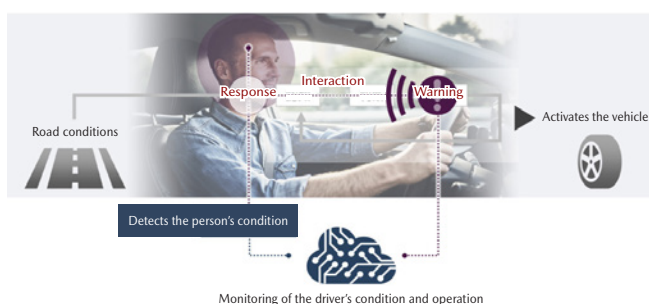 Interaction
Response
Warning
Road conditions
Activates the vehicle
Detects the person's condition
Monitoring of the driver's condition and operation